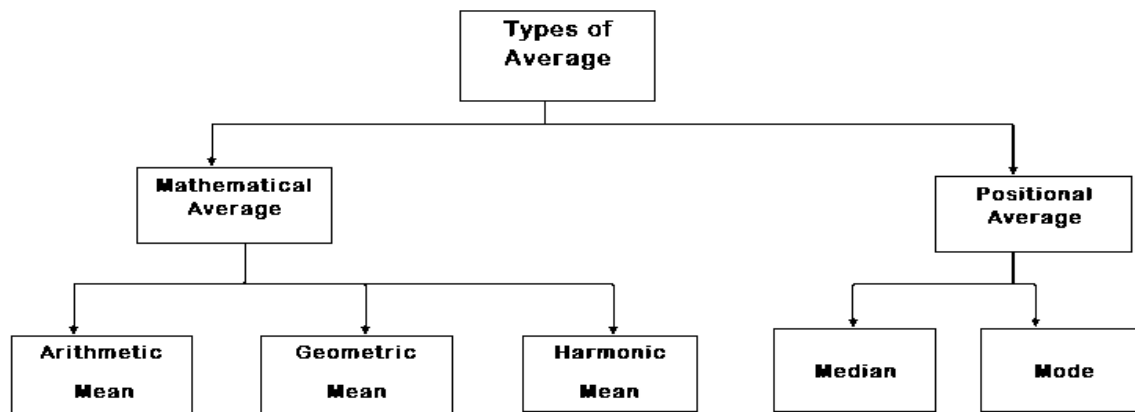 Types of
Average
Mathematical
Average
Positional
Average
Arithmetic
Mean
Geometric
Mean
Harmonic
Mean
Median
Mode